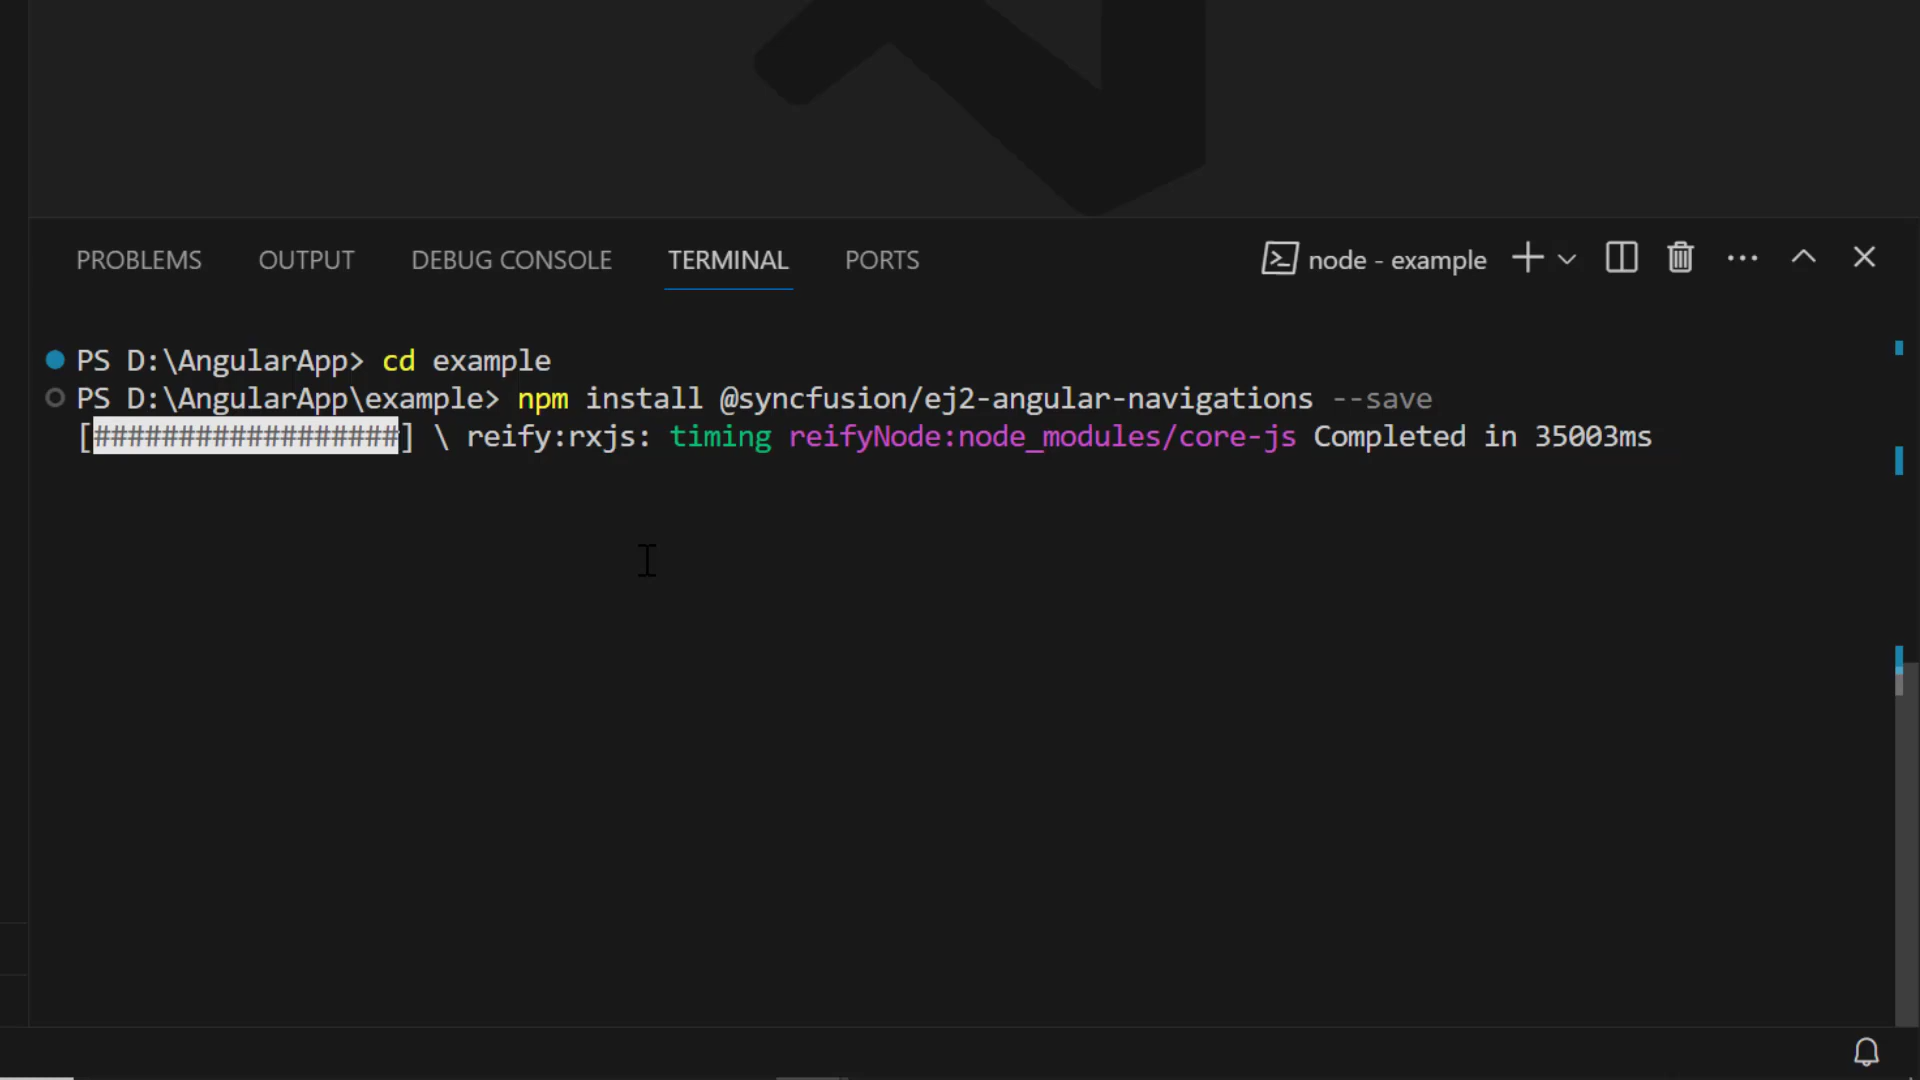 PROBLEMS OUTPUT DEBUG CONSOLE TERMINAL PORTS node - example
PS D:\AngularApp> cd example
PS D:\AngularApp\example> npm install @syncfusion/ej2-angular-navigations --save
[##################] \ reify:rxjs: timing reifyNode:node_modules/core-js Completed in 35003ms